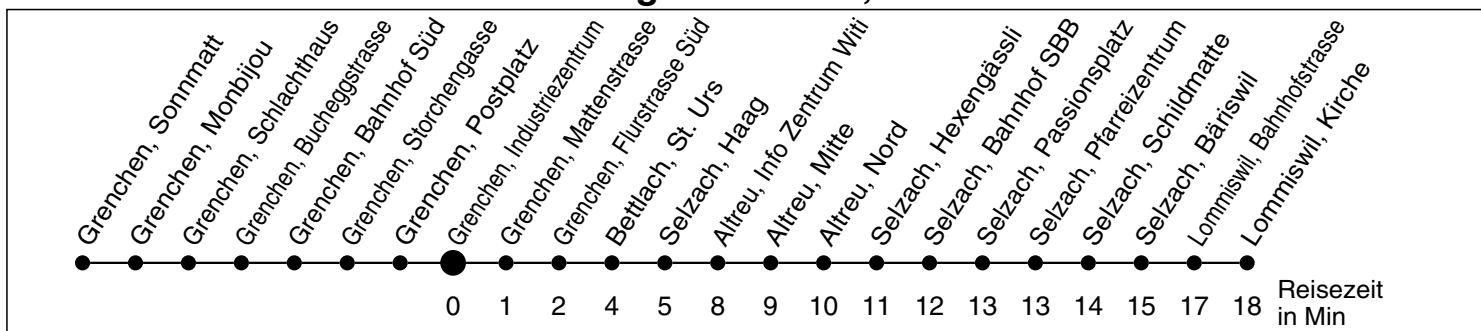 Grenchen, Sonnmatt
Grenchen, Monbijou
Grenchen, Schlachthaus
Grenchen, Bucheggstrasse
Grenchen, Bahnhof Süd
Grenchen, Storchengasse
Grenchen, Postplatz
Grenchen, Industriezentrum
Grenchen, Mattenstrasse
Grenchen, Flurstrasse Süd
Bettlach, St. Urs
Selzach, Haag
Altreu, Info Zentrum Witi
Altreu, Mitte
Altreu, Nord
Selzach, Hexengässli
Selzach, Bahnhof SBB
Selzach, Passionsplatz
Selzach, Pfarreizentrum
Selzach, Schildmatte
Selzach, Bäriswil
Lommiswil, Bahnhofstrasse
Lommiswil, Kirche
0 1 2 4 5 8 9 10 11 12 13 13 14 15 17 18
Reisezeit
in Min